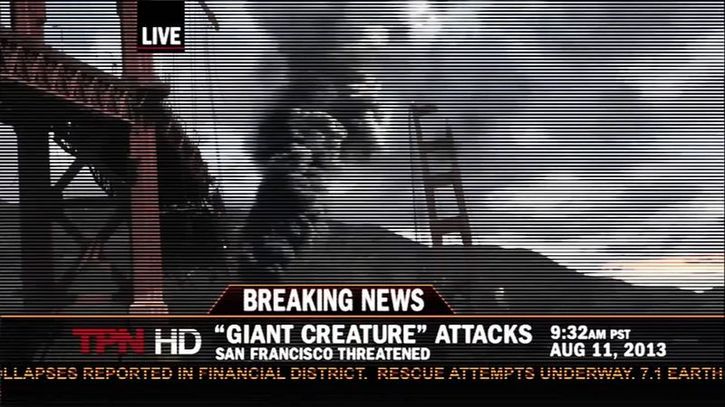 LIVE
BREAKING NEWS
TPN HD
"GIANT CREATURE" ATTACKS
SAN FRANCISCO THREATENED
9:32AM PST
AUG 11, 2013
OLLAPSES REPORTED IN FINANCIAL DISTRICT. RESCUE ATTEMPTS UNDERWAY. 7.1 EARTH